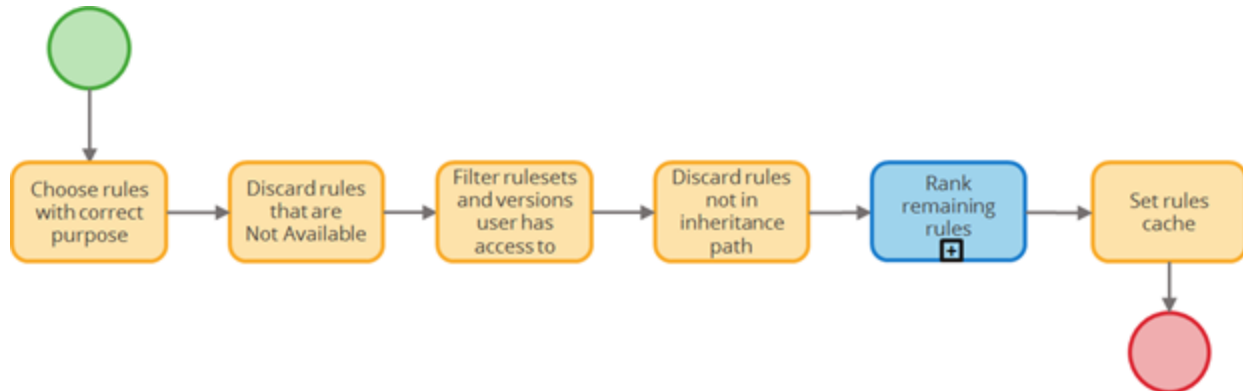 Choose rules
with correct
purpose
Discard rules
that are
Not Available
Filter rulesets
and versions
user has
access to
Discard rules
not in
inheritance
path
Rank
remaining
rules
Set rules
cache